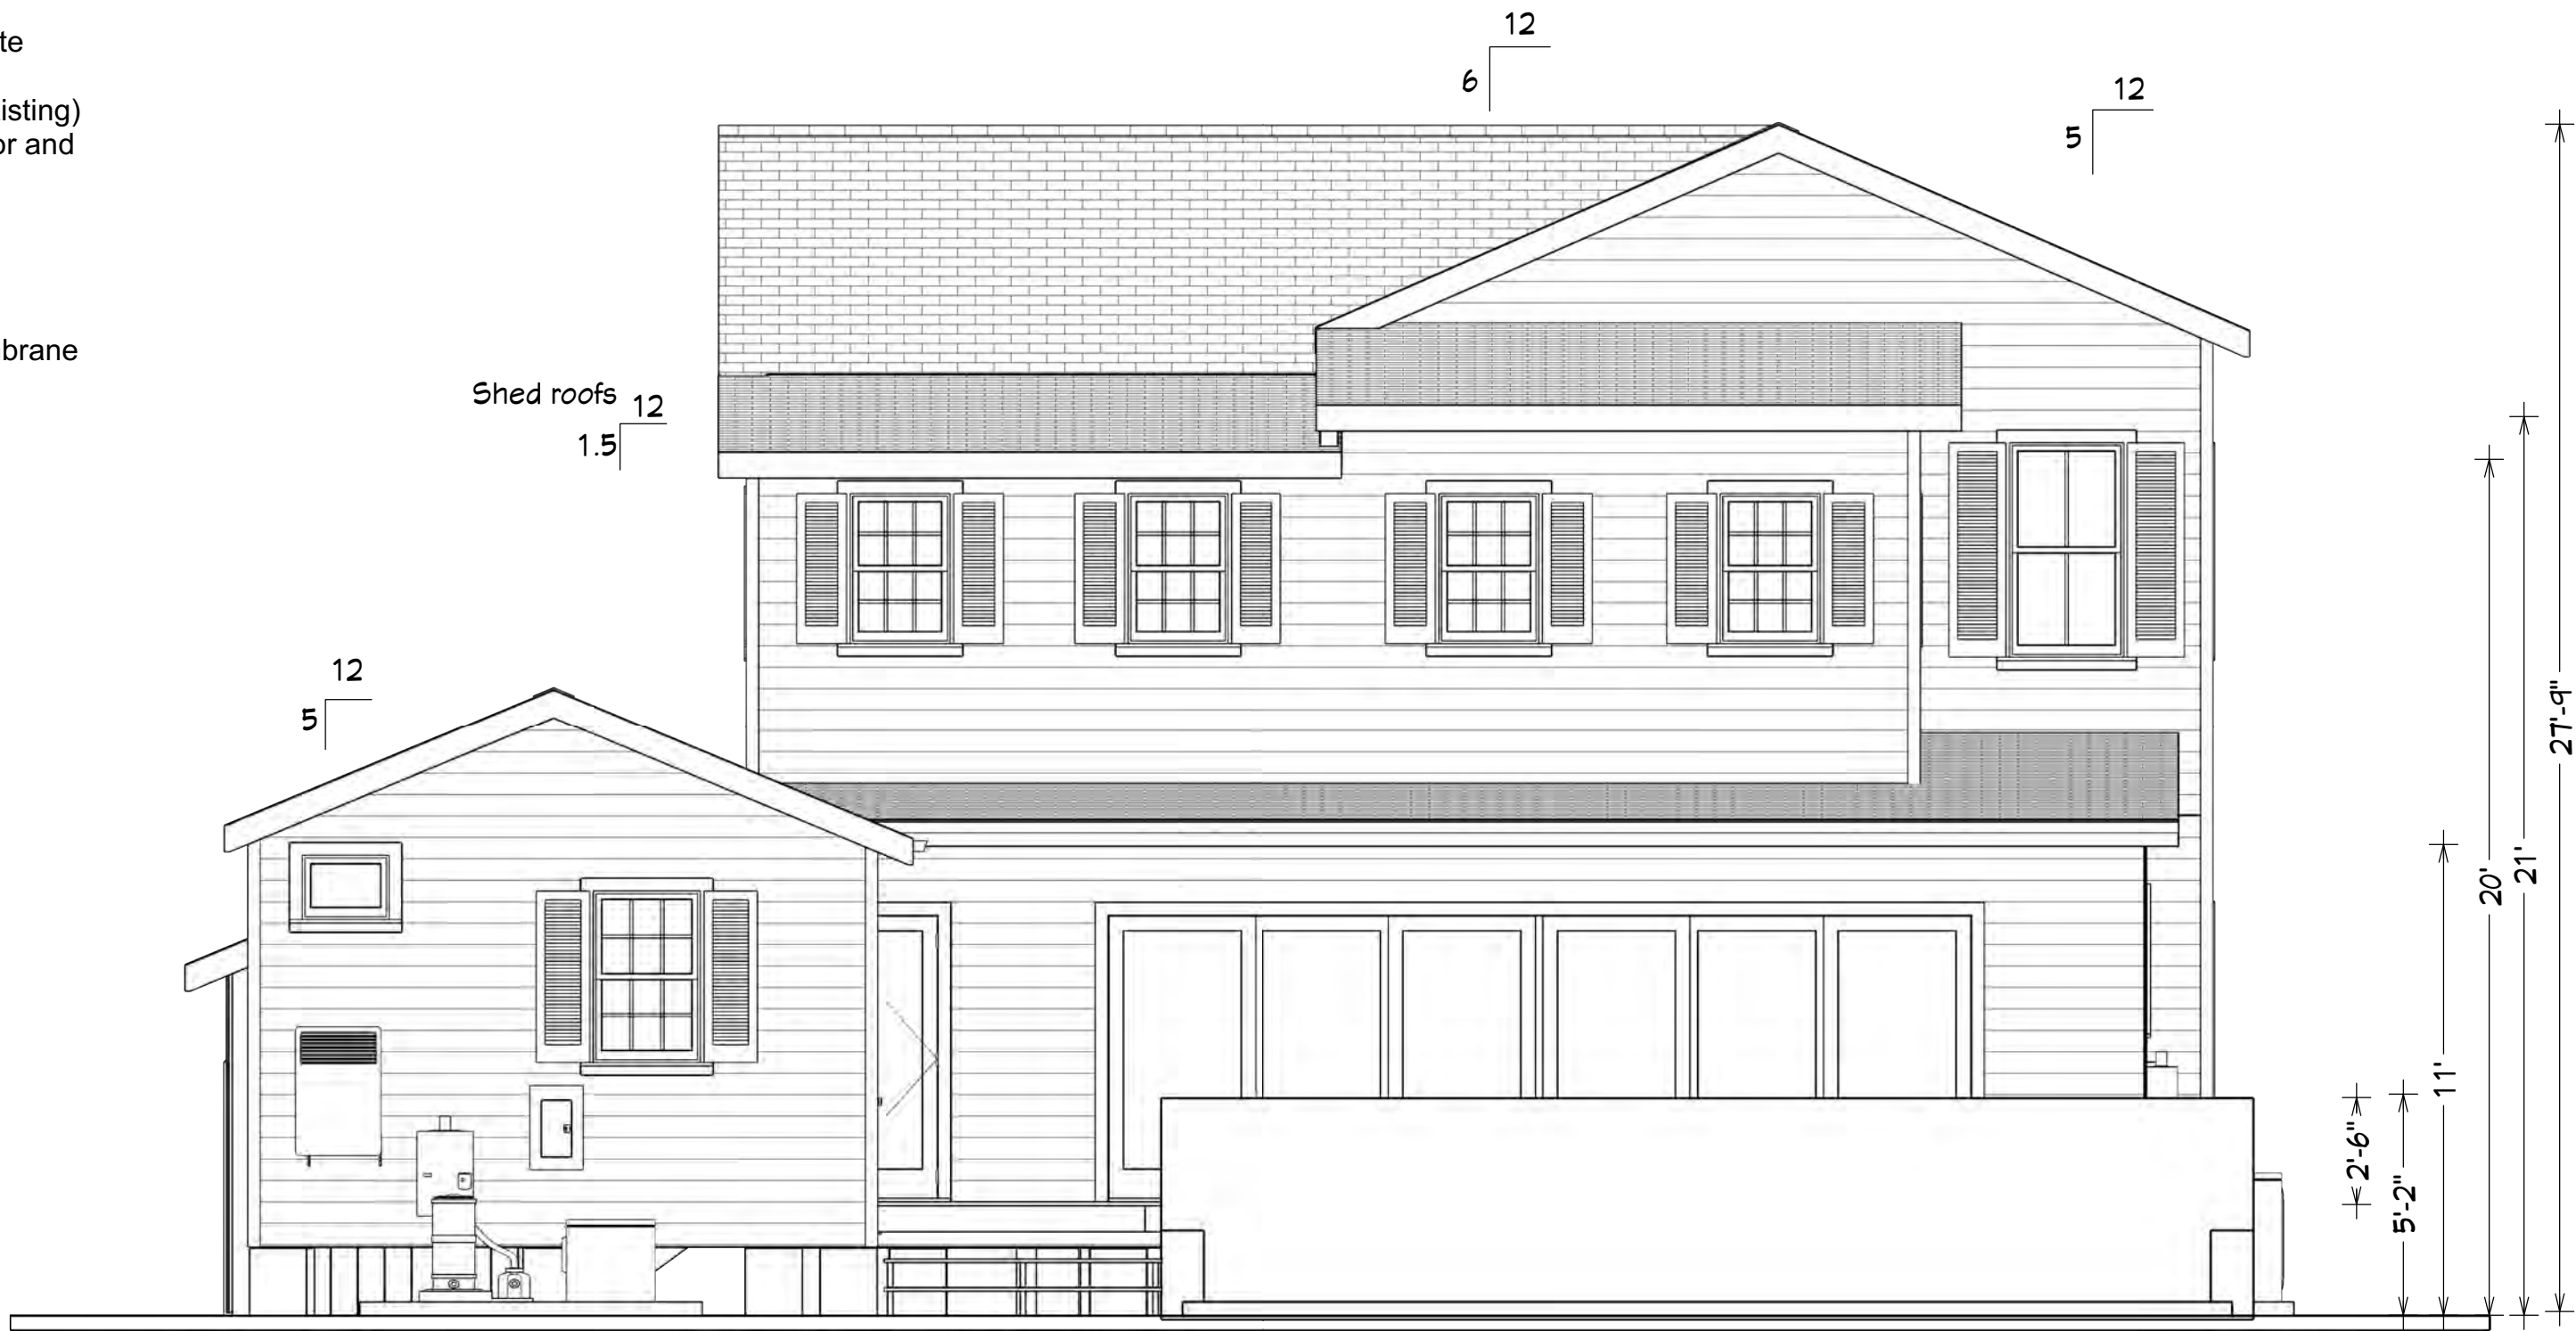 te
isting)
or and
brane
12
6
12
5
Shed roofs
12
1.5
12
5
27'-9"
21'
20'
11'
2'-6"
5'-2"